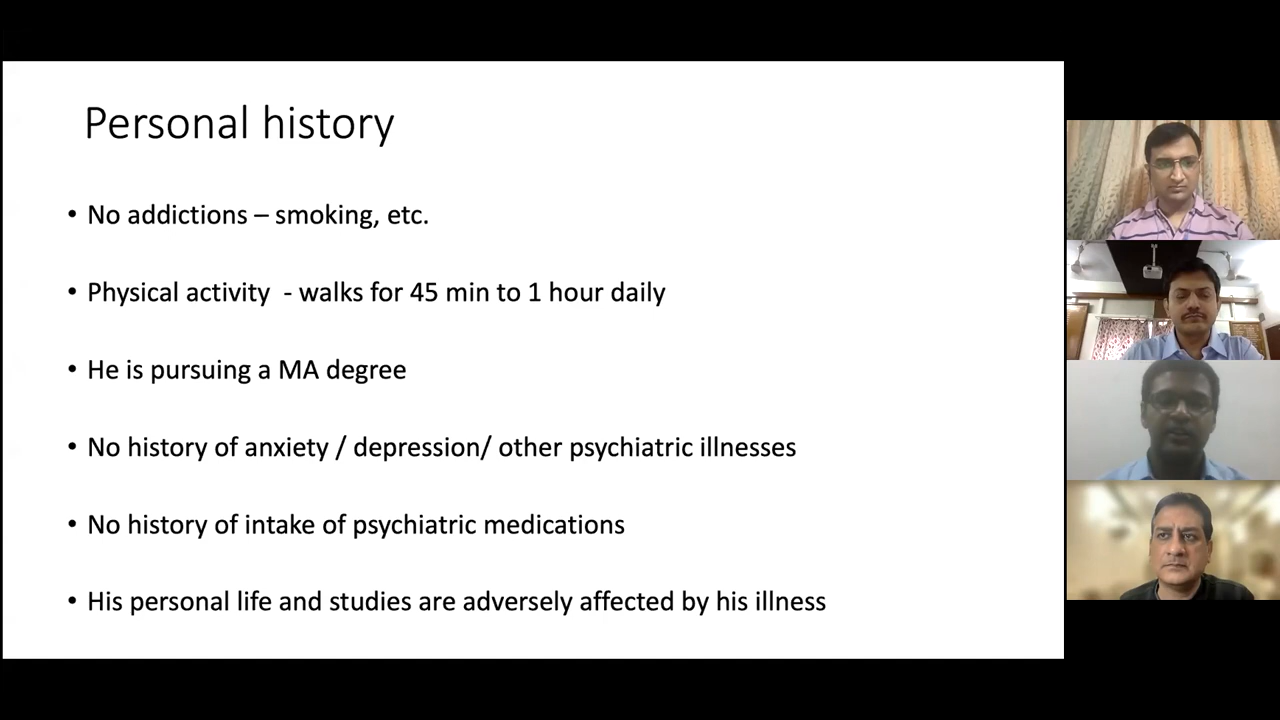 Personal history
• No addictions – smoking, etc.
• Physical activity - walks for 45 min to 1 hour daily
• He is pursuing a MA degree
• No history of anxiety / depression/ other psychiatric illnesses
• No history of intake of psychiatric medications
• His personal life and studies are adversely affected by his illness